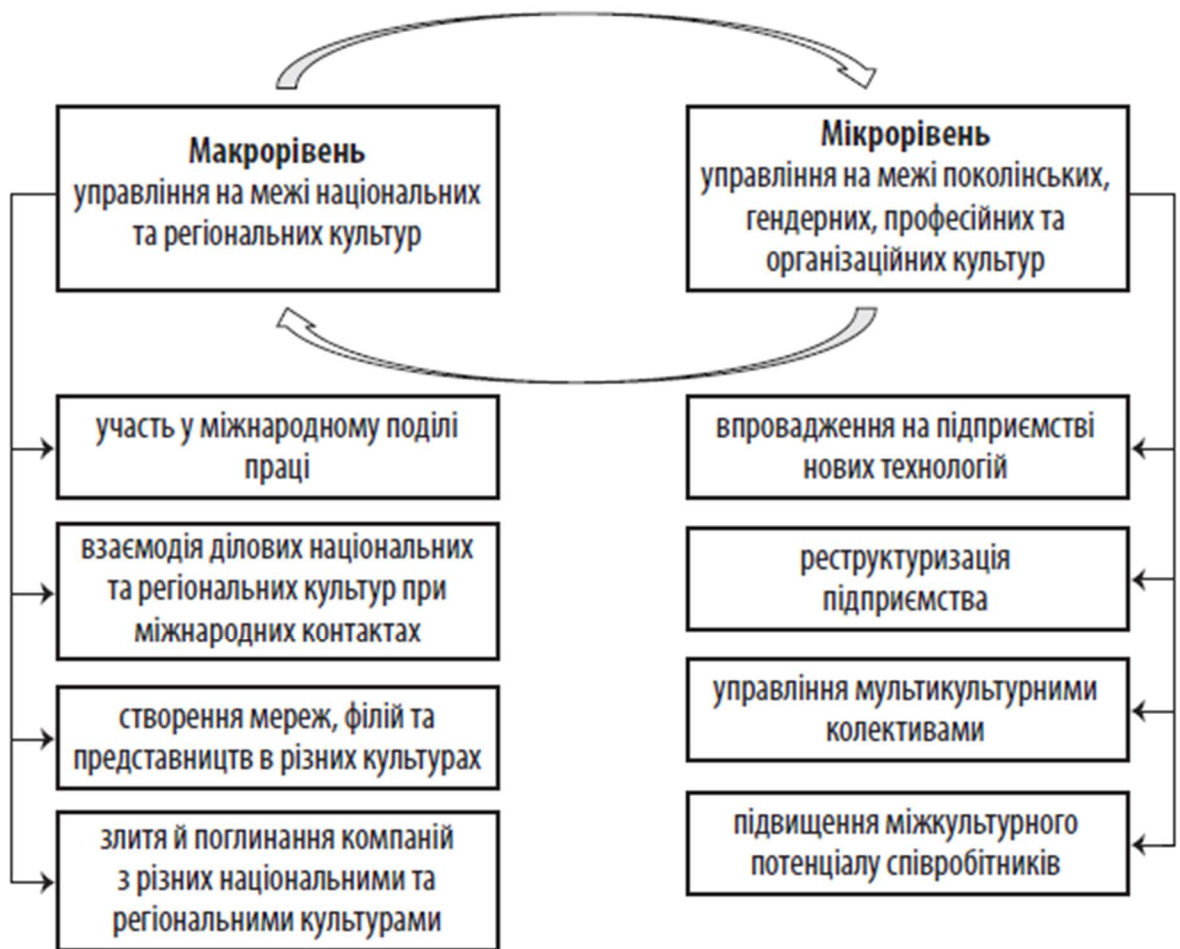 Макрорівень
управління на межі національних
та регіональних культур
Мікрорівень
управління на межі поколінських,
гендерних, професійних та
організаційних культур
участь у міжнародному поділі
праці
взаємодія ділових національних
та регіональних культур при
міжнародних контактах
створення мереж, філій та
представництв в різних культурах
злитя й поглинання компаній
з різних національними та
регіональними культурами
впровадження на підприємстві
нових технологій
реструктуризація
підприємства
управління мультикультурними
колективами
підвищення міжкультурного
потенціалу співробітників